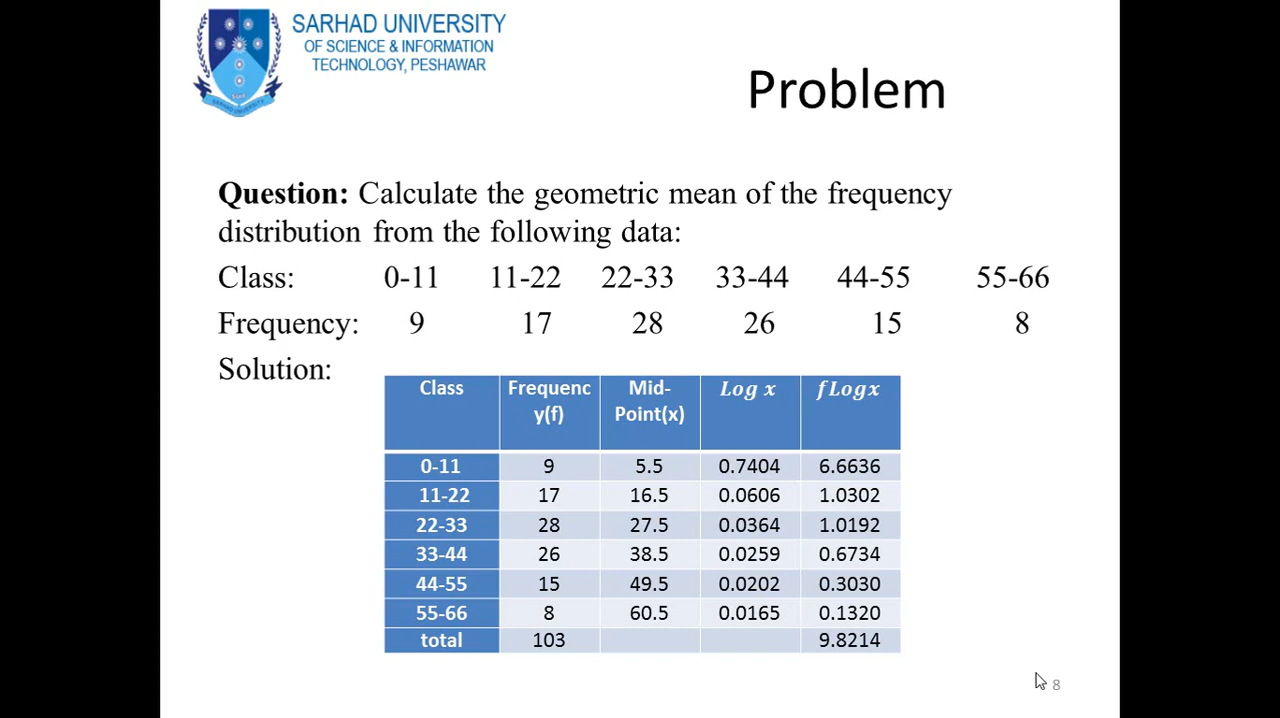 SARHAD UNIVERSITY
OF SCIENCE & INFORMATION
TECHNOLOGY, PESHAWAR
SARHAD UNIVERSITY
Problem
Question: Calculate the geometric mean of the frequency
distribution from the following data:
Class: 0-11 11-22 22-33 33-44 44-55 55-66
Frequency: 9 17 28 26 15 8
Solution:
Class Frequenc Mid- Log x fLogx
y(f) Point(x)
0-11 9 5.5 0.7404 6.6636
11-22 17 16.5 0.0606 1.0302
22-33 28 27.5 0.0364 1.0192
33-44 26 38.5 0.0259 0.6734
44-55 15 49.5 0.0202 0.3030
55-66 8 60.5 0.0165 0.1320
total 103 9.8214
8